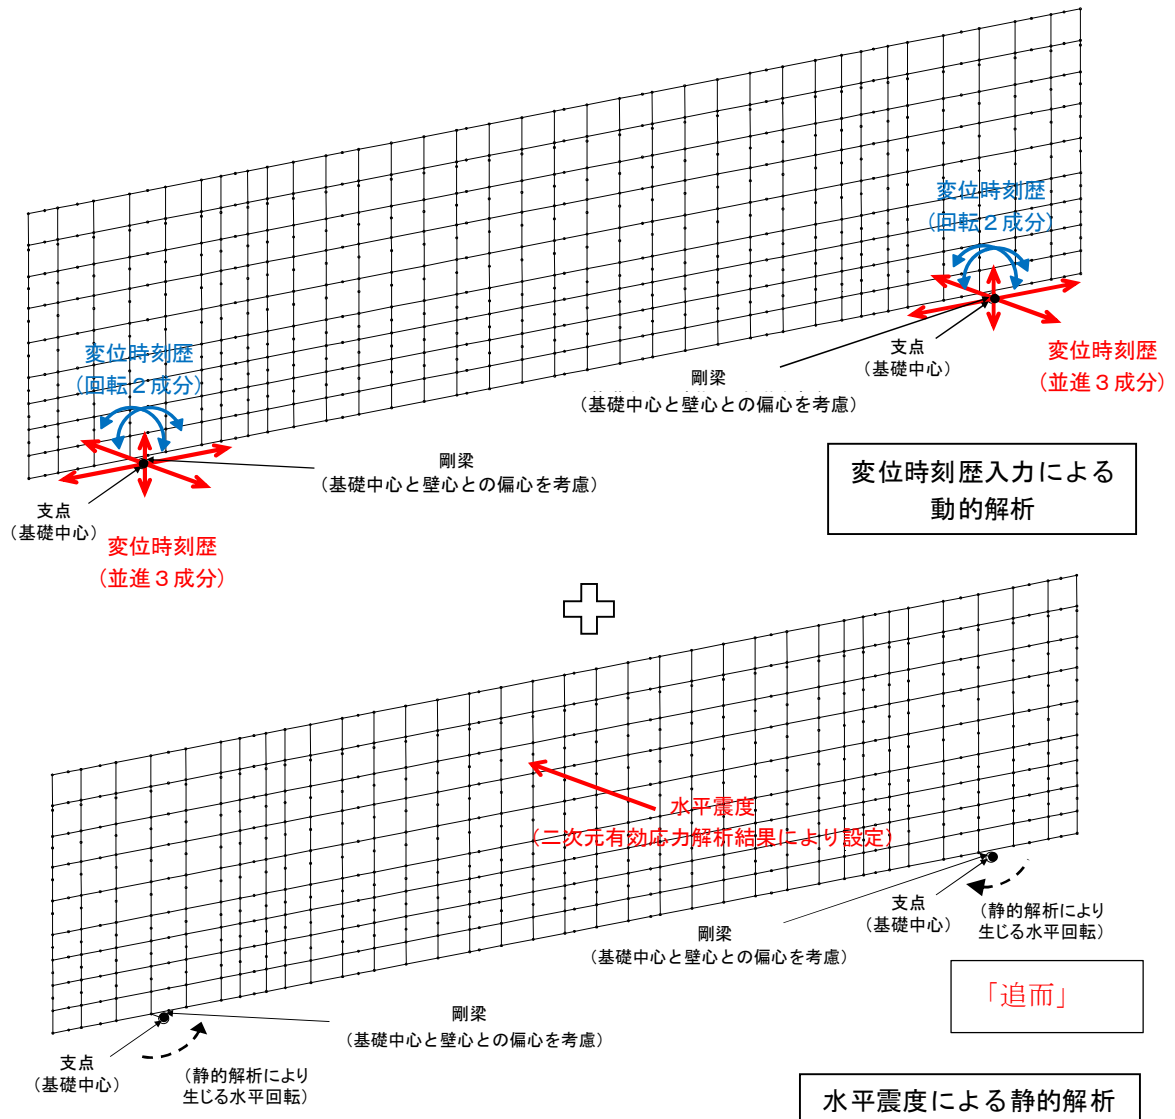 変位時刻歴
(回転２成分)
支点
(基礎中心)
変位時刻歴
(並進３成分)
剛梁
(基礎中心と壁心との偏心を考慮)
変位時刻歴
(回転２成分)
剛梁
(基礎中心と壁心との偏心を考慮)
支点
(基礎中心)
変位時刻歴
(並進３成分)
変位時刻歴入力による
動的解析
水平震度
(二次元有効応力解析結果により設定)
支点
(基礎中心)
(静的解析により
生じる水平回転)
剛梁
(基礎中心と壁心との偏心を考慮)
「追而」
剛梁
(基礎中心と壁心との偏心を考慮)
支点
(基礎中心)
(静的解析により
生じる水平回転)
水平震度による静的解析